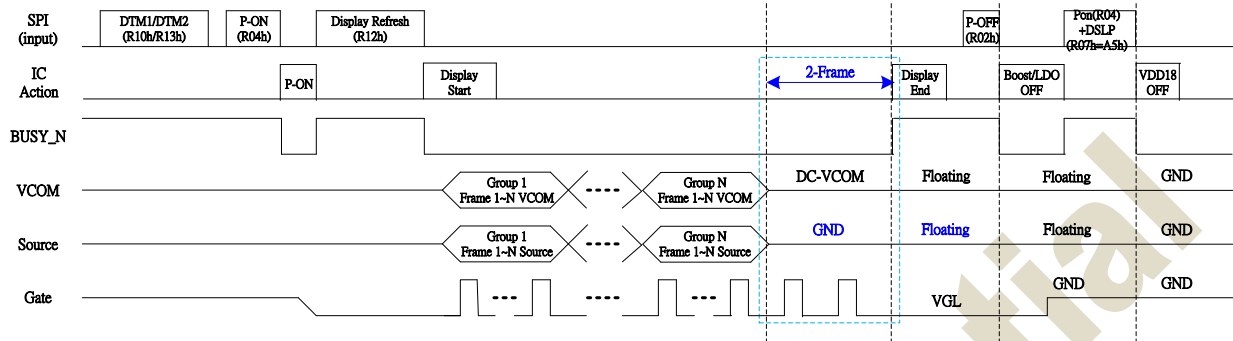 SPI
(input)
DTM1/DTM2
(R10h/R13h)
P-ON
(R04h)
Display Refresh
(R12h)
P-OFF
(R02h)
Pon(R04)
+DSLP
(R07h=A5h)
IC
Action
P-ON
Display
Start
2-Frame
Display
End
Boost/LDO
OFF
VDD18
OFF
BUSY_N
VCOM
Group 1
Frame 1~N VCOM
Group N
Frame 1~N VCOM
DC-VCOM
Floating
Floating
GND
Source
Group 1
Frame 1~N Source
Group N
Frame 1~N Source
GND
Floating
Floating
GND
Gate
VGL
GND
GND
tial